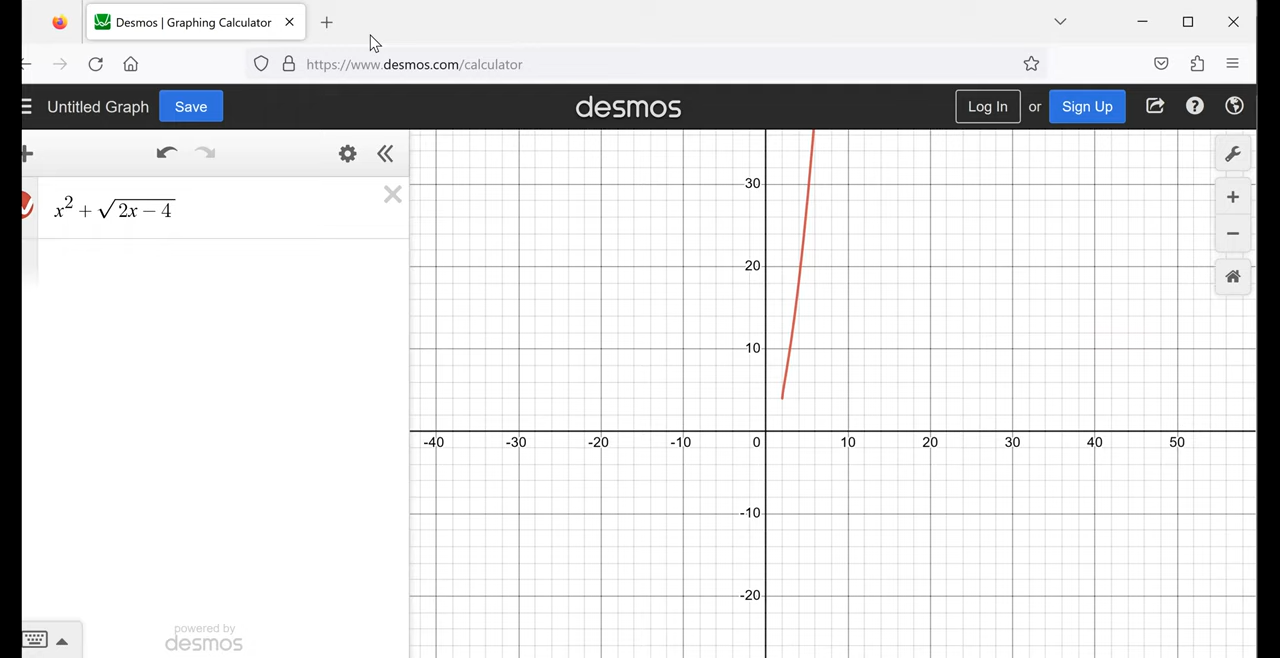 Desmos | Graphing Calculator
https://www.desmos.com/calculator
Untitled Graph Save desmos Log In or Sign Up
x² + √(2x − 4)
30
20
10
-40 -30 -20 -10 0 10 20 30 40 50
-10
-20
powered by
desmos